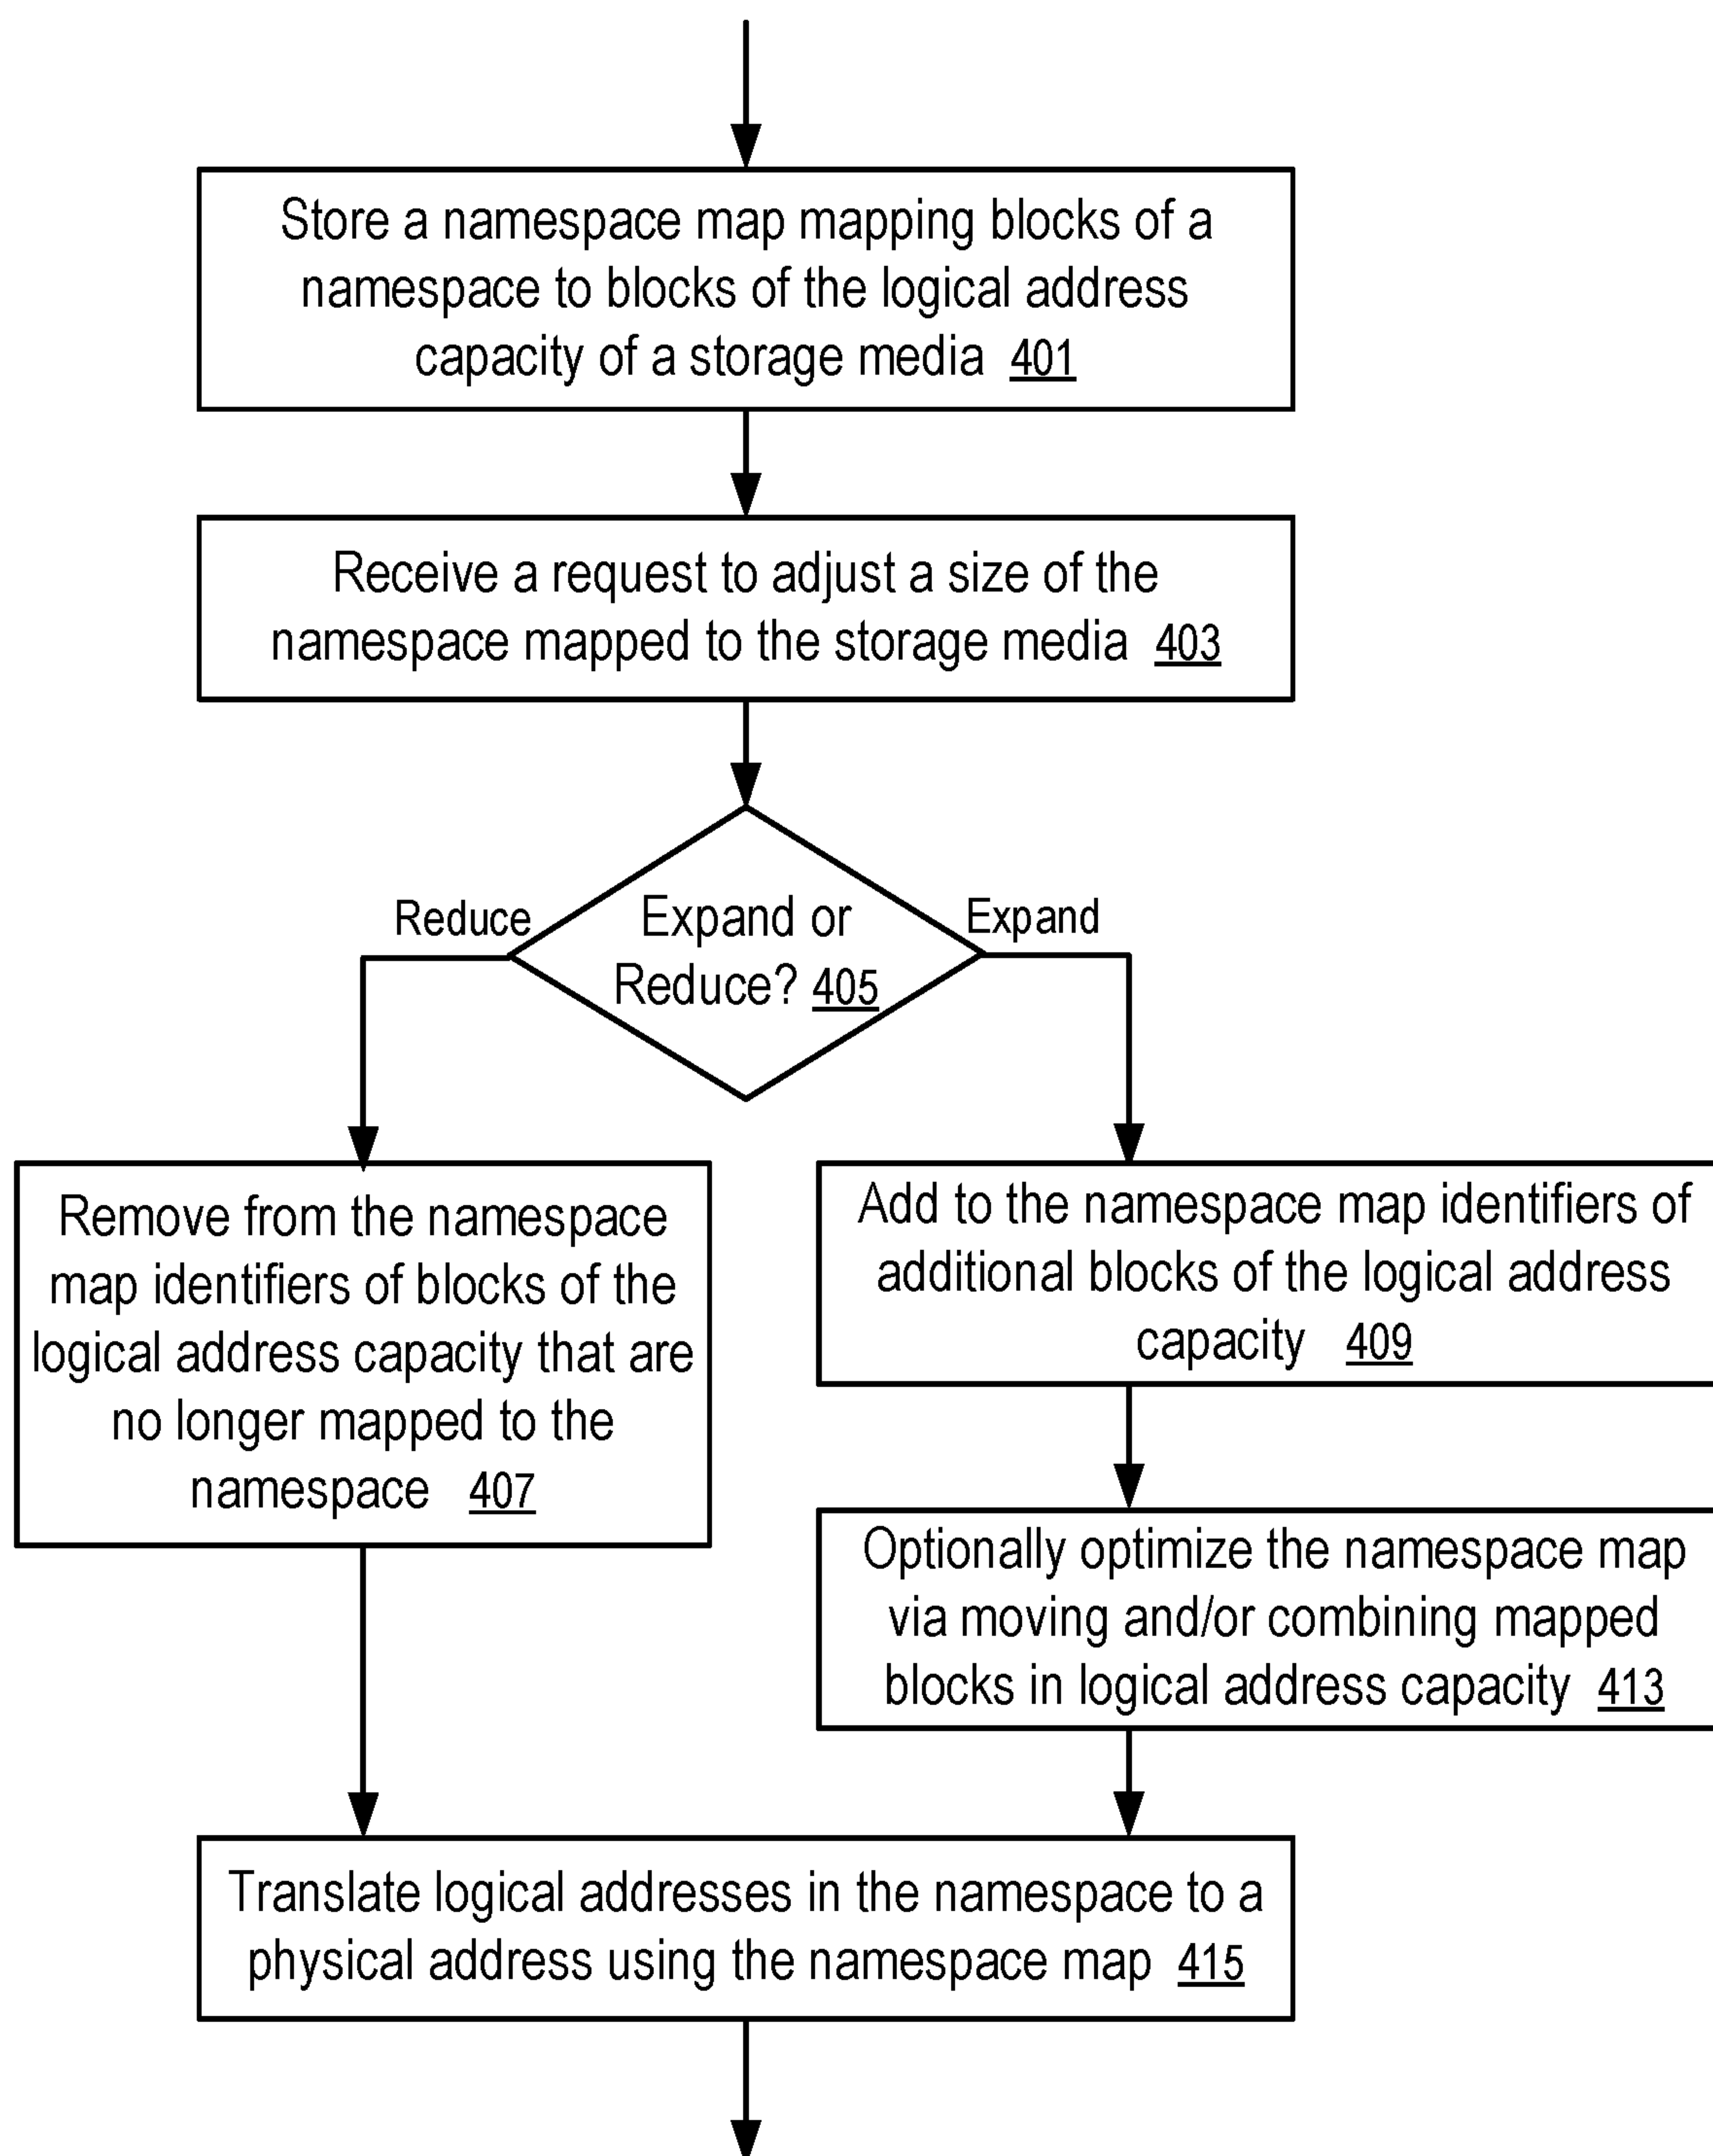 Store a namespace map mapping blocks of a
namespace to blocks of the logical address
capacity of a storage media 401
Receive a request to adjust a size of the
namespace mapped to the storage media 403
Reduce
Expand or
Reduce? 405
Expand
Remove from the namespace
map identifiers of blocks of the
logical address capacity that are
no longer mapped to the
namespace 407
Add to the namespace map identifiers of
additional blocks of the logical address
capacity 409
Optionally optimize the namespace map
via moving and/or combining mapped
blocks in logical address capacity 413
Translate logical addresses in the namespace to a
physical address using the namespace map 415